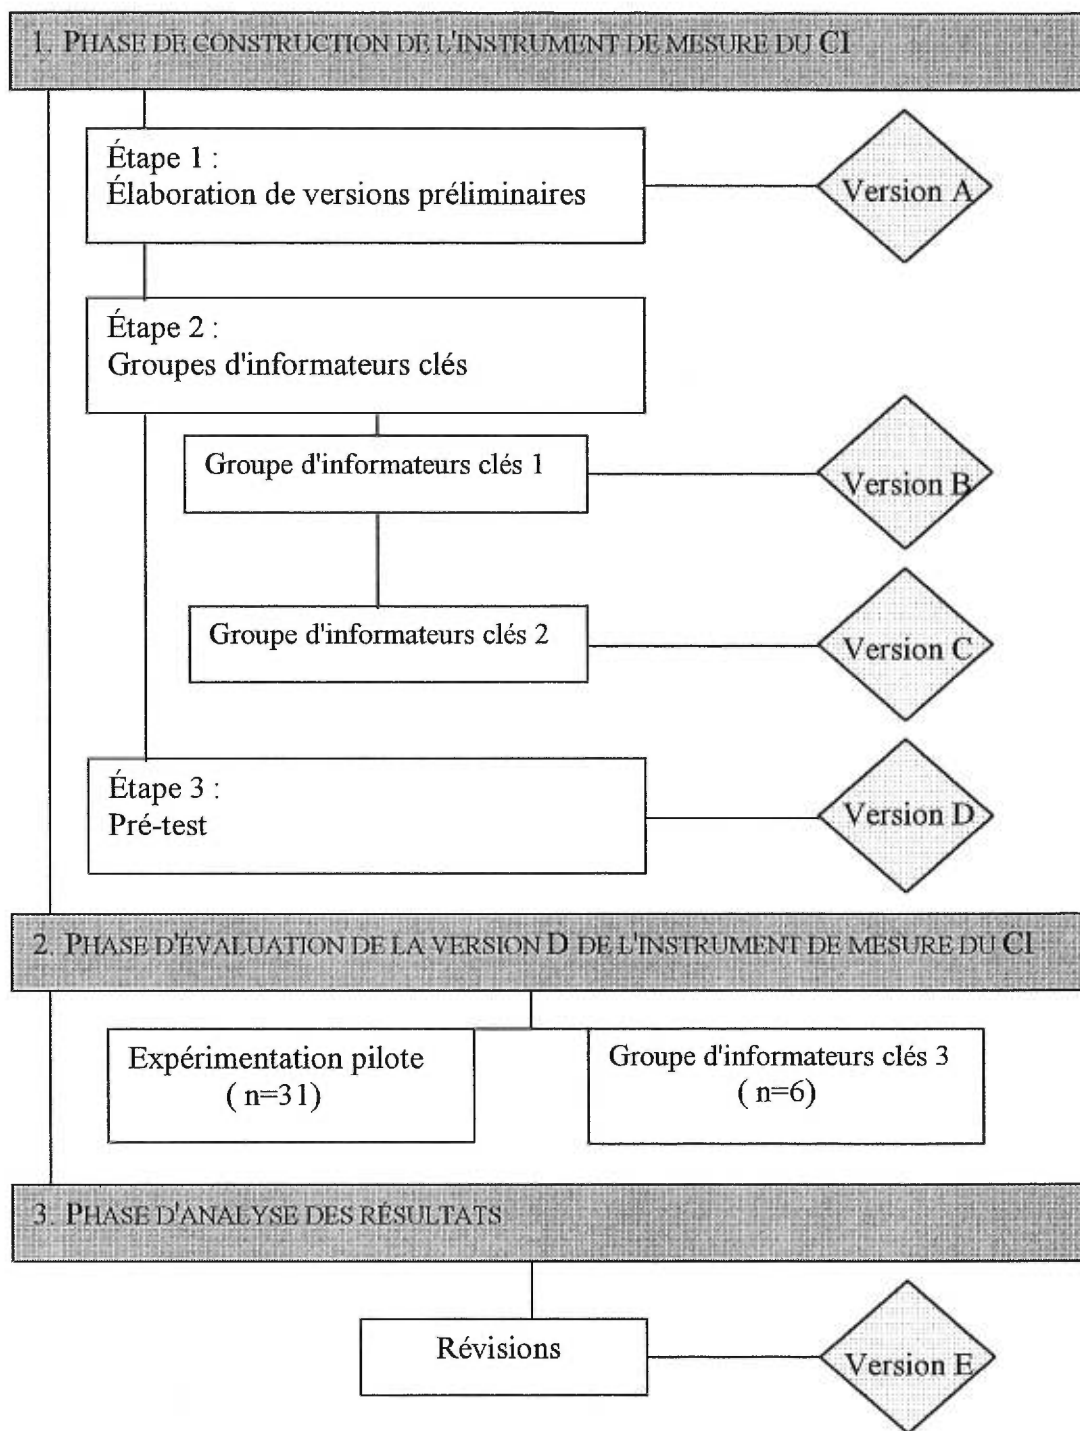 1. PHASE DE CONSTRUCTION DE L'INSTRUMENT DE MESURE DU CI
Étape 1 :
Élaboration de versions préliminaires
Version A
Étape 2 :
Groupes d'informateurs clés
Groupe d'informateurs clés 1
Version B
Groupe d'informateurs clés 2
Version C
Étape 3 :
Pré-test
Version D
2. PHASE D'ÉVALUATION DE LA VERSION D DE L'INSTRUMENT DE MESURE DU CI
Expérimentation pilote
( n=31)
Groupe d'informateurs clés 3
( n=6)
3. PHASE D'ANALYSE DES RÉSULTATS
Révisions
Version E